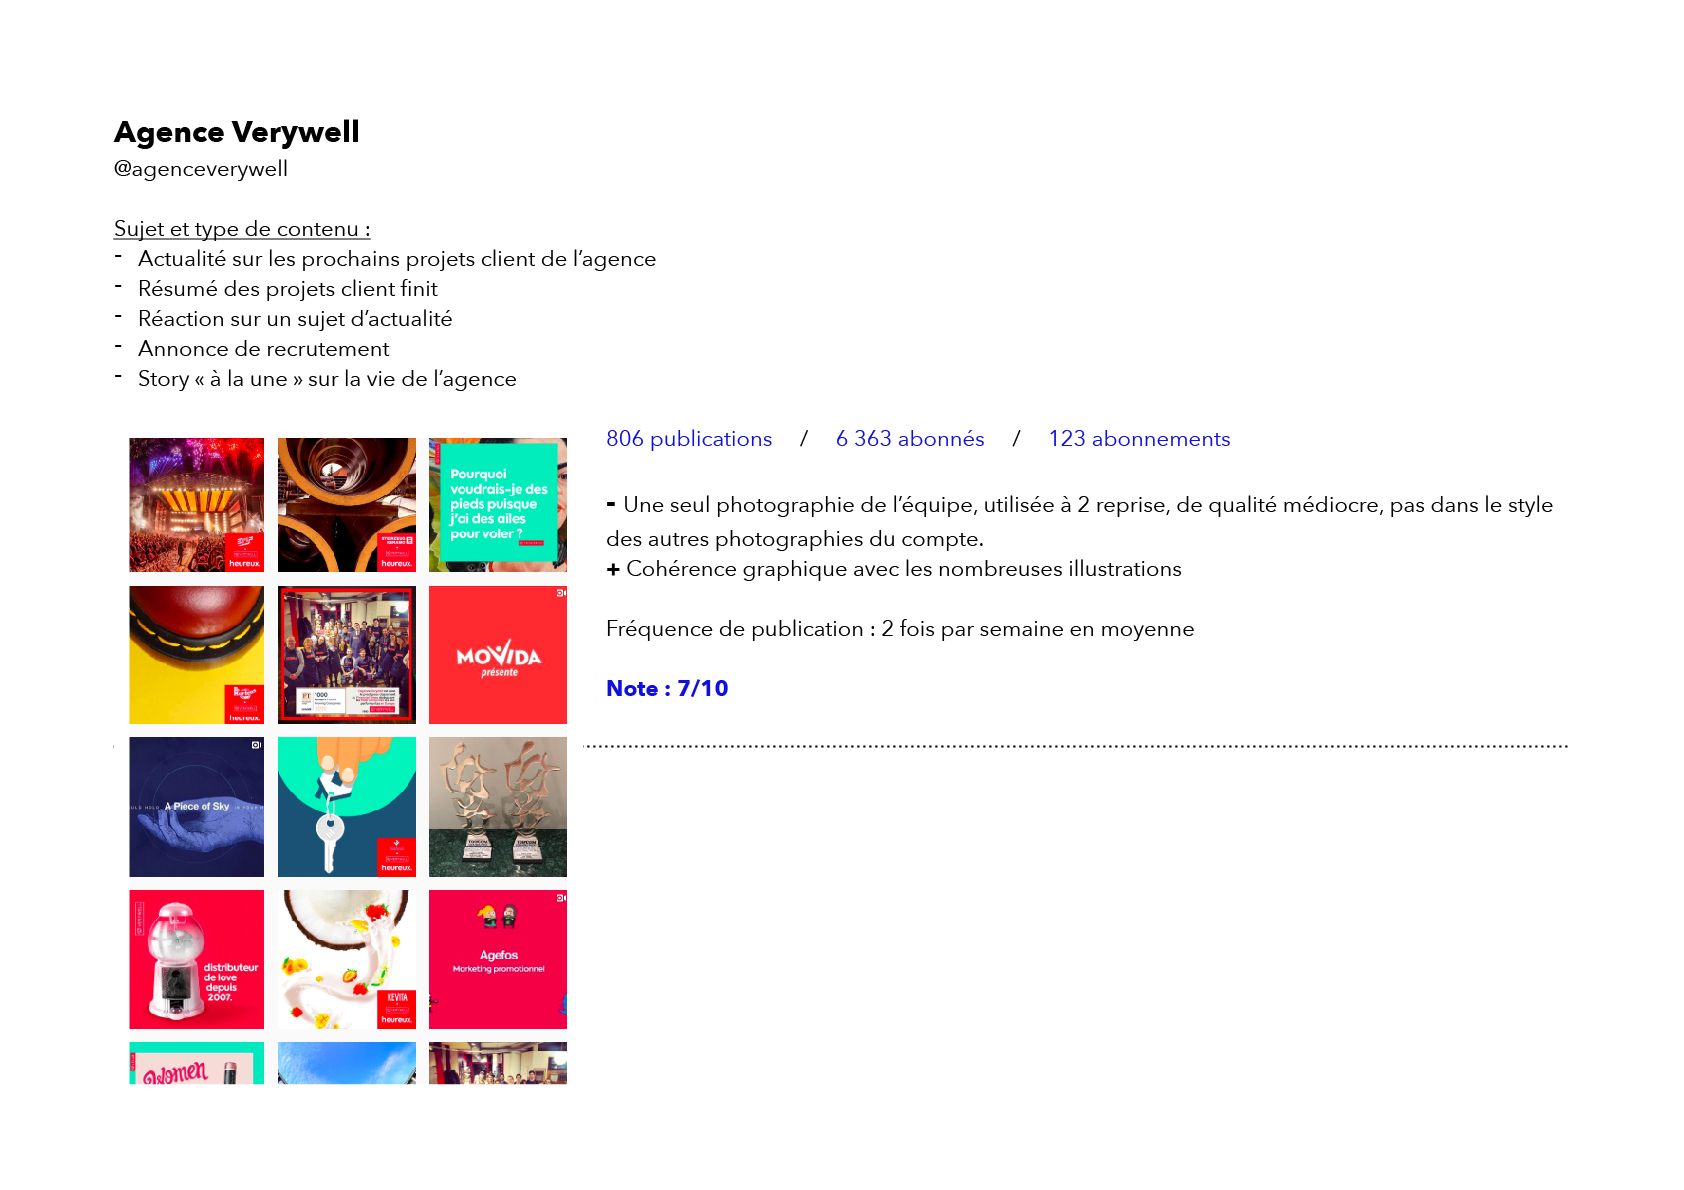 Agence Verywell
@agenceverywell
Sujet et type de contenu :
- Actualité sur les prochains projets client de l’agence
- Résumé des projets client finit
- Réaction sur un sujet d’actualité
- Annonce de recrutement
- Story « à la une » sur la vie de l’agence
806 publications / 6 363 abonnés / 123 abonnements
- Une seul photographie de l’équipe, utilisée à 2 reprise, de qualité médiocre, pas dans le style
des autres photographies du compte.
+ Cohérence graphique avec les nombreuses illustrations
Fréquence de publication : 2 fois par semaine en moyenne
Note : 7/10
heureux.
STEINZEUG
KERAMO
heureux.
Pourquoi
voudrais-je des
pieds puisque
j’ai des ailes
pour voler ?
heureux.
FT
1000
MOVIDA
présente
A Piece of Sky
heureux.
distributeur
de love
depuis
2007.
KEVITA
heureux.
Agefos
Marketing promotionnel
Women